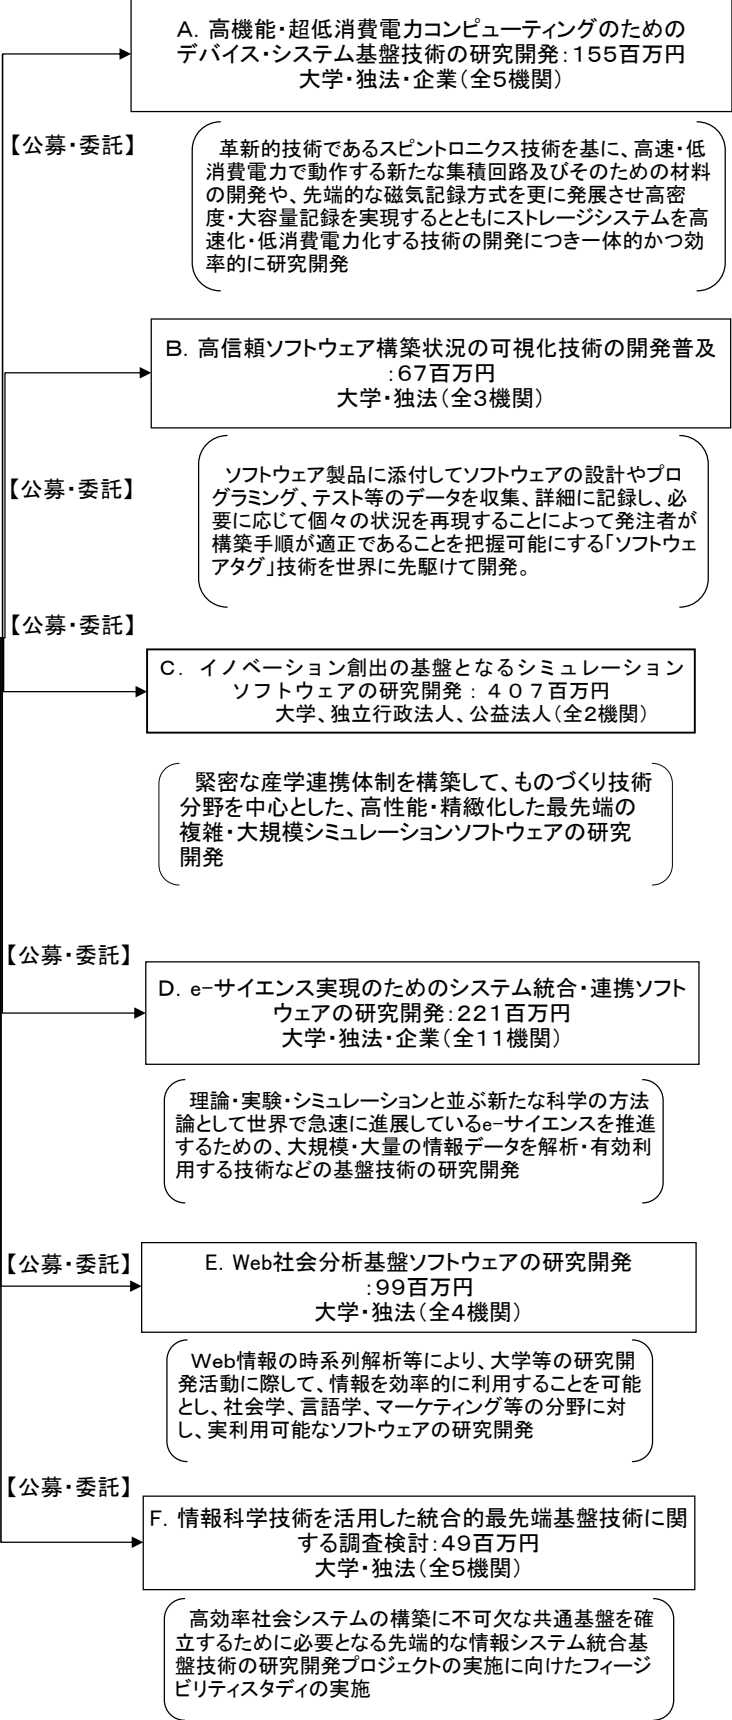 A. 高機能・超低消費電力コンピューティングのための
デバイス・システム基盤技術の研究開発：155百万円
大学・独法・企業（全5機関）
【公募・委託】
革新的技術であるスピントロニクス技術を基に、高速・低
消費電力で動作する新たな集積回路及びそのための材料
の開発や、先端的な磁気記録方式を更に発展させ高密
度・大容量記録を実現するとともにストレージシステムを高
速化・低消費電力化する技術の開発につき一体的かつ効
率的に研究開発
B. 高信頼ソフトウェア構築状況の可視化技術の開発普及
：67百万円
大学・独法（全3機関）
【公募・委託】
ソフトウェア製品に添付してソフトウェアの設計やプロ
グラミング、テスト等のデータを収集、詳細に記録し、必
要に応じて個々の状況を再現することによって発注者が
構築手順が適正であることを把握可能にする「ソフトウェ
アタグ」技術を世界に先駆けて開発。
【公募・委託】
C. イノベーション創出の基盤となるシミュレーション
ソフトウェアの研究開発：４０７百万円
大学、独立行政法人、公益法人（全2機関）
緊密な産学連携体制を構築して、ものづくり技術
分野を中心とした、高性能・精緻化した最先端の
複雑・大規模シミュレーションソフトウェアの研究
開発
【公募・委託】
D. e-サイエンス実現のためのシステム統合・連携ソフト
ウェアの研究開発：221百万円
大学・独法・企業（全11機関）
理論・実験・シミュレーションと並ぶ新たな科学の方法
論として世界で急速に進展しているe-サイエンスを推進
するための、大規模・大量の情報データを解析・有効利
用する技術などの基盤技術の研究開発
【公募・委託】
E. Web社会分析基盤ソフトウェアの研究開発
：99百万円
大学・独法（全4機関）
Web情報の時系列解析等により、大学等の研究開
発活動に際して、情報を効率的に利用することを可能
とし、社会学、言語学、マーケティング等の分野に対
し、実利用可能なソフトウェアの研究開発
【公募・委託】
F. 情報科学技術を活用した統合的最先端基盤技術に関
する調査検討：49百万円
大学・独法（全5機関）
高効率社会システムの構築に不可欠な共通基盤を確
立するために必要となる先端的な情報システム統合基
盤技術の研究開発プロジェクトの実施に向けたフィージ
ビリティスタディの実施